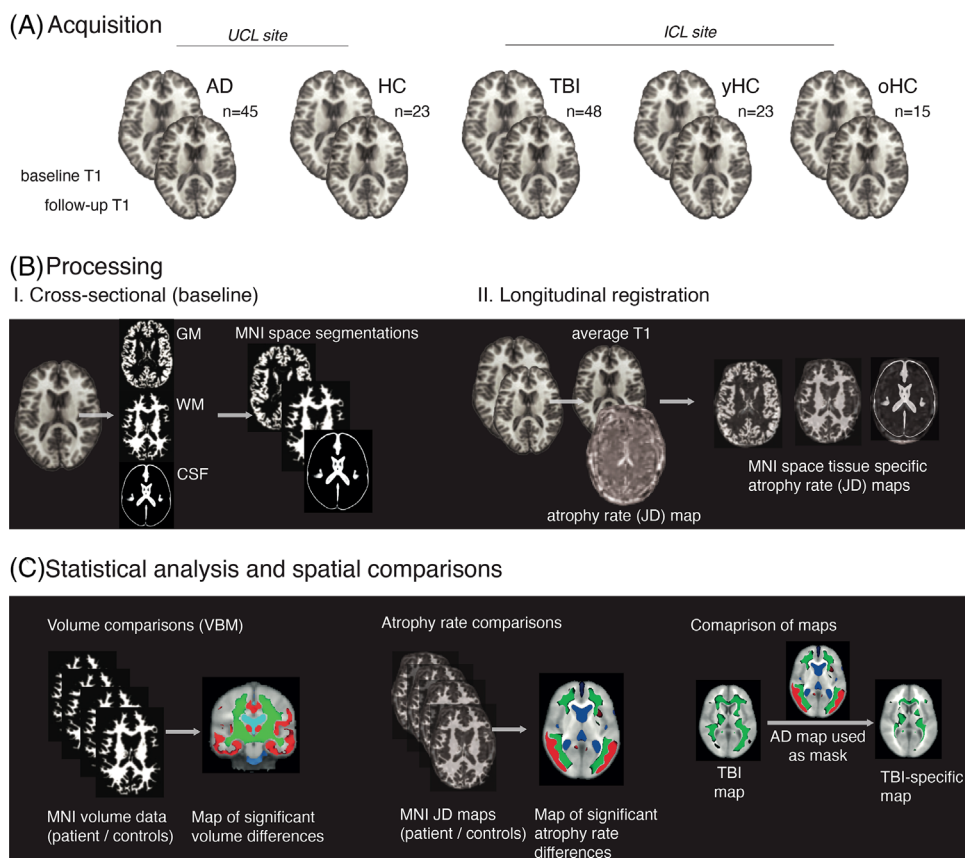 (A) Acquisition
UCL site
ICL site
AD
n=45
HC
n=23
TBI
n=48
yHC
n=23
oHC
n=15
baseline T1
follow-up T1
(B) Processing
I. Cross-sectional (baseline)
II. Longitudinal registration
GM
WM
CSF
MNI space segmentations
average T1
atrophy rate (JD) map
MNI space tissue specific
atrophy rate (JD) maps
(C) Statistical analysis and spatial comparisons
Volume comparisons (VBM)
MNI volume data
(patient / controls)
Map of significant
volume differences
Atrophy rate comparisons
MNI JD maps
(patient / controls)
Map of significant
atrophy rate
differences
Comaprison of maps
TBI
map
AD map used
as mask
TBI-specific
map